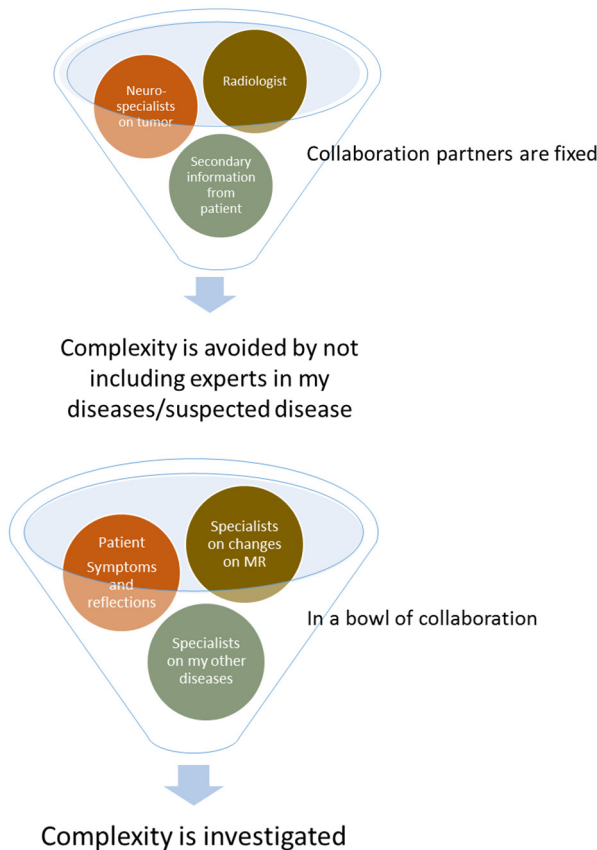 Neuro-
specialists
on tumor
Radiologist
Secondary
information
from
patient
Collaboration partners are fixed
Complexity is avoided by not
including experts in my
diseases/suspected disease
Patient
Symptoms
and
reflections
Specialists
on changes
on MR
Specialists
on my other
diseases
In a bowl of collaboration
Complexity is investigated